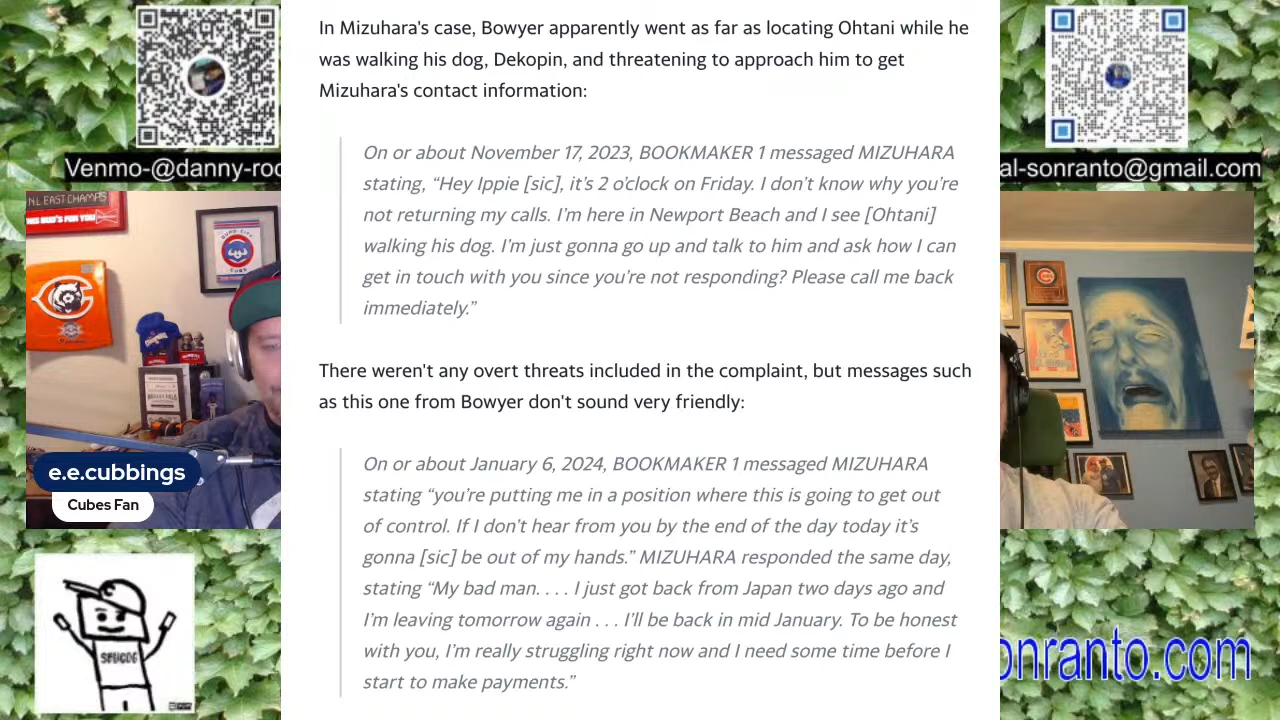 In Mizuhara's case, Bowyer apparently went as far as locating Ohtani while he
was walking his dog, Dekopin, and threatening to approach him to get
Mizuhara's contact information:
On or about November 17, 2023, BOOKMAKER 1 messaged MIZUHARA
stating, “Hey Ippie [sic], it’s 2 o’clock on Friday. I don’t know why you’re
not returning my calls. I’m here in Newport Beach and I see [Ohtani]
walking his dog. I’m just gonna go up and talk to him and ask how I can
get in touch with you since you’re not responding? Please call me back
immediately.”
There weren't any overt threats included in the complaint, but messages such
as this one from Bowyer don't sound very friendly:
On or about January 6, 2024, BOOKMAKER 1 messaged MIZUHARA
stating “you’re putting me in a position where this is going to get out
of control. If I don’t hear from you by the end of the day today it’s
gonna [sic] be out of my hands.” MIZUHARA responded the same day,
stating “My bad man. . . . I just got back from Japan two days ago and
I’m leaving tomorrow again . . . I’ll be back in mid January. To be honest
with you, I’m really struggling right now and I need some time before I
start to make payments.”
Venmo-@danny-roc
al-sonranto@gmail.com
N.L. EAST CHAMPS
THIS BUD'S FOR YOU
CUBS
e.e.cubbings
Cubes Fan
onranto.com